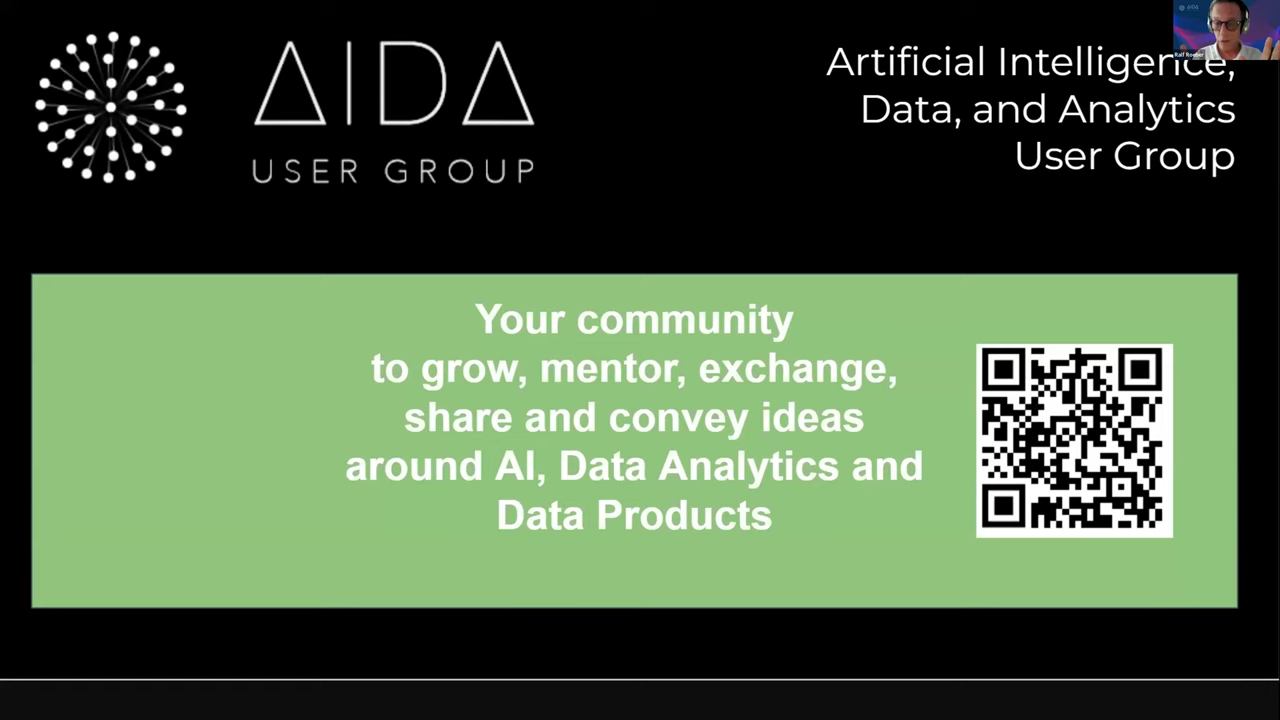 AIDA
USER GROUP
Artificial Intelligence,
Data, and Analytics
User Group
Your community
to grow, mentor, exchange,
share and convey ideas
around AI, Data Analytics and
Data Products